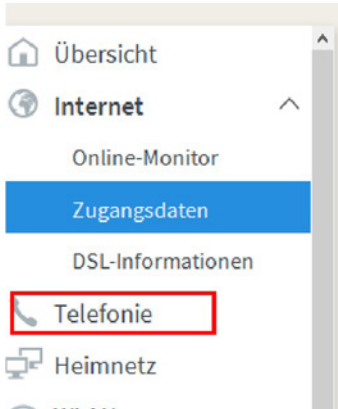 Übersicht
Internet
Online-Monitor
Zugangsdaten
DSL-Informationen
Telefonie
Heimnetz